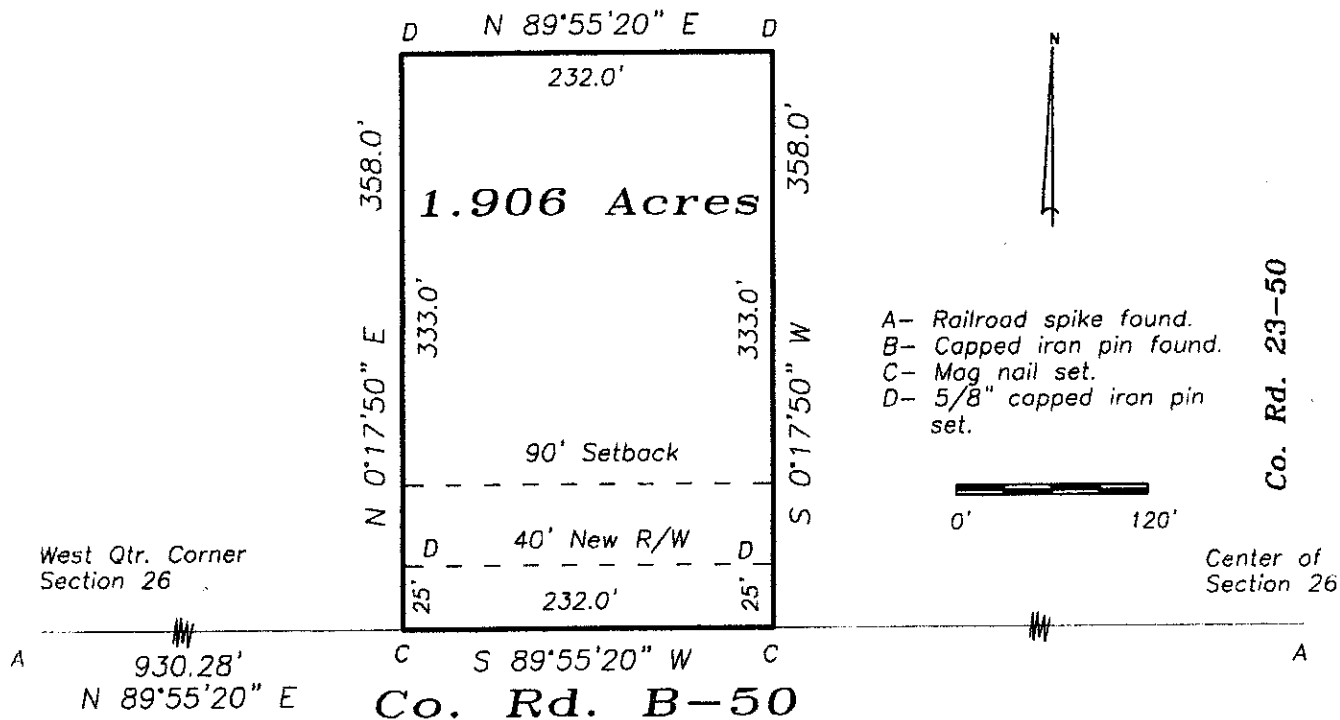 D N 89°55'20" E D
N
232.0'
358.0'
358.0'
1.906 Acres
333.0'
333.0'
N 0°17'50" E
S 0°17'50" W
A- Railroad spike found.
B- Capped iron pin found.
C- Mag nail set.
D- 5/8" capped iron pin
set.
Co. Rd. 23-50
90' Setback
0' 120'
D 40' New R/W D
West Qtr. Corner
Section 26
Center of
Section 26
25' 232.0' 25'
A C S 89°55'20" W C A
930.28'
N 89°55'20" E
Co. Rd. B-50